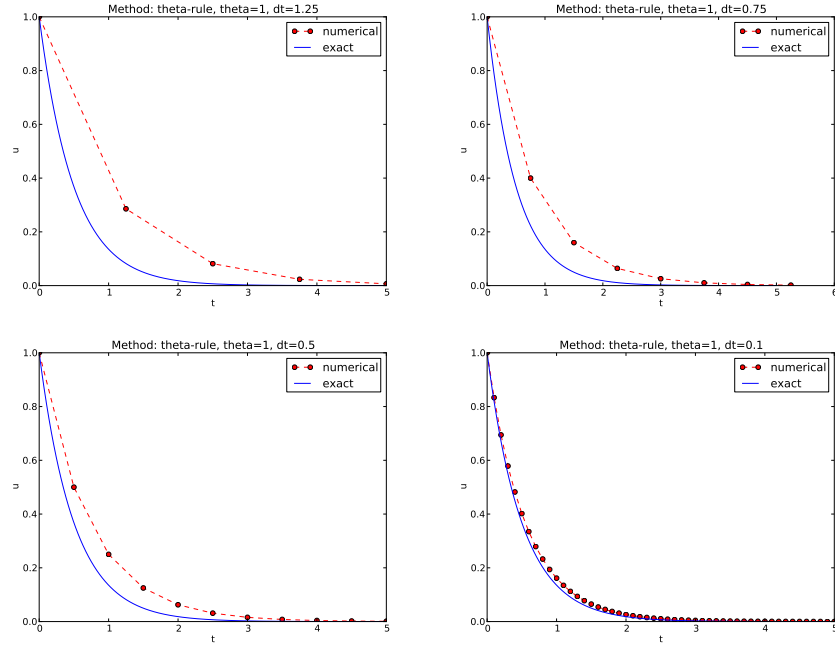 Method: theta-rule, theta=1, dt=1.25
numerical
exact
1.0
0.8
0.6
0.4
0.2
0.0
u
0 1 2 3 4 5
t
Method: theta-rule, theta=1, dt=0.75
numerical
exact
1.0
0.8
0.6
0.4
0.2
0.0
u
0 1 2 3 4 5 6
t
Method: theta-rule, theta=1, dt=0.5
numerical
exact
1.0
0.8
0.6
0.4
0.2
0.0
u
0 1 2 3 4 5
t
Method: theta-rule, theta=1, dt=0.1
numerical
exact
1.0
0.8
0.6
0.4
0.2
0.0
u
0 1 2 3 4 5
t